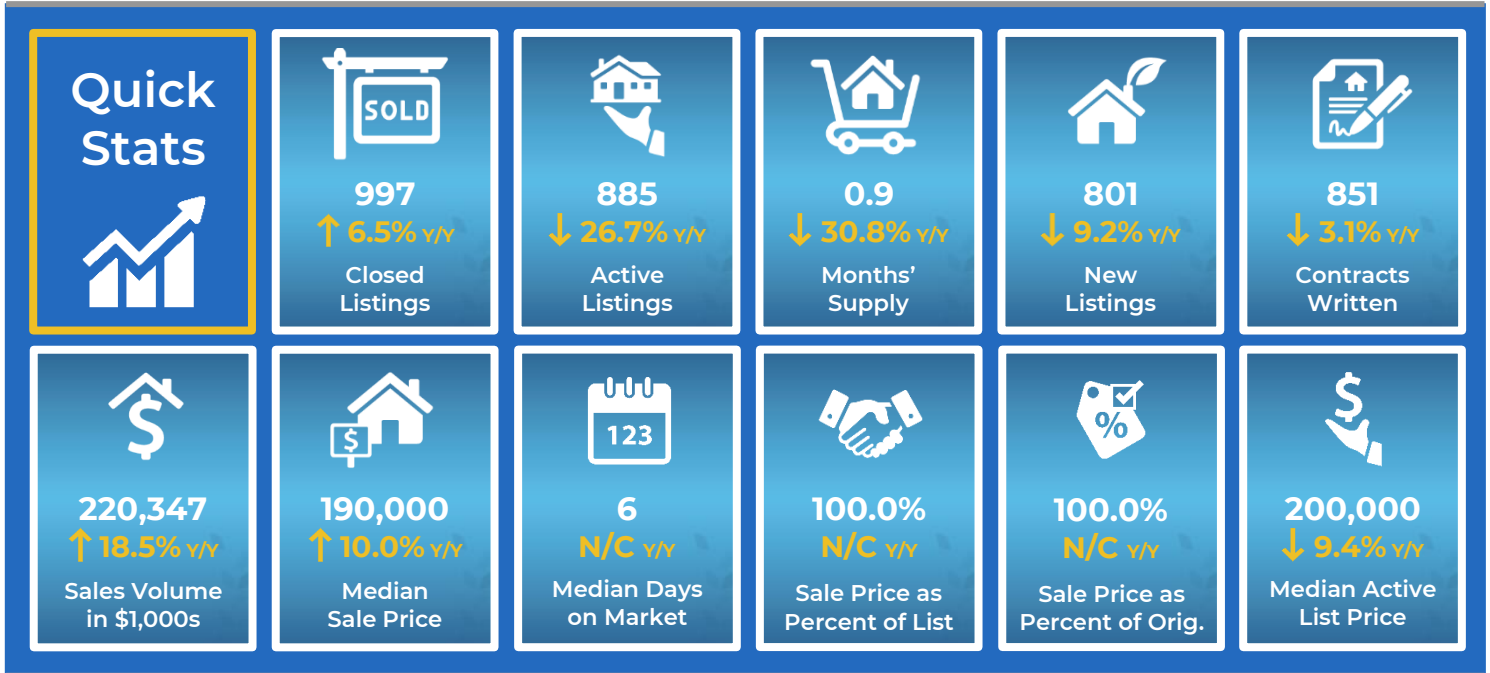 Quick
Stats
SOLD
997
↑ 6.5% Y/Y
Closed
Listings
885
↓ 26.7% Y/Y
Active
Listings
0.9
↓ 30.8% Y/Y
Months’
Supply
801
↓ 9.2% Y/Y
New
Listings
851
↓ 3.1% Y/Y
Contracts
Written
$
220,347
↑ 18.5% Y/Y
Sales Volume
in $1,000s
$
190,000
↑ 10.0% Y/Y
Median
Sale Price
123
6
N/C Y/Y
Median Days
on Market
100.0%
N/C Y/Y
Sale Price as
Percent of List
%
100.0%
N/C Y/Y
Sale Price as
Percent of Orig.
$
200,000
↓ 9.4% Y/Y
Median Active
List Price